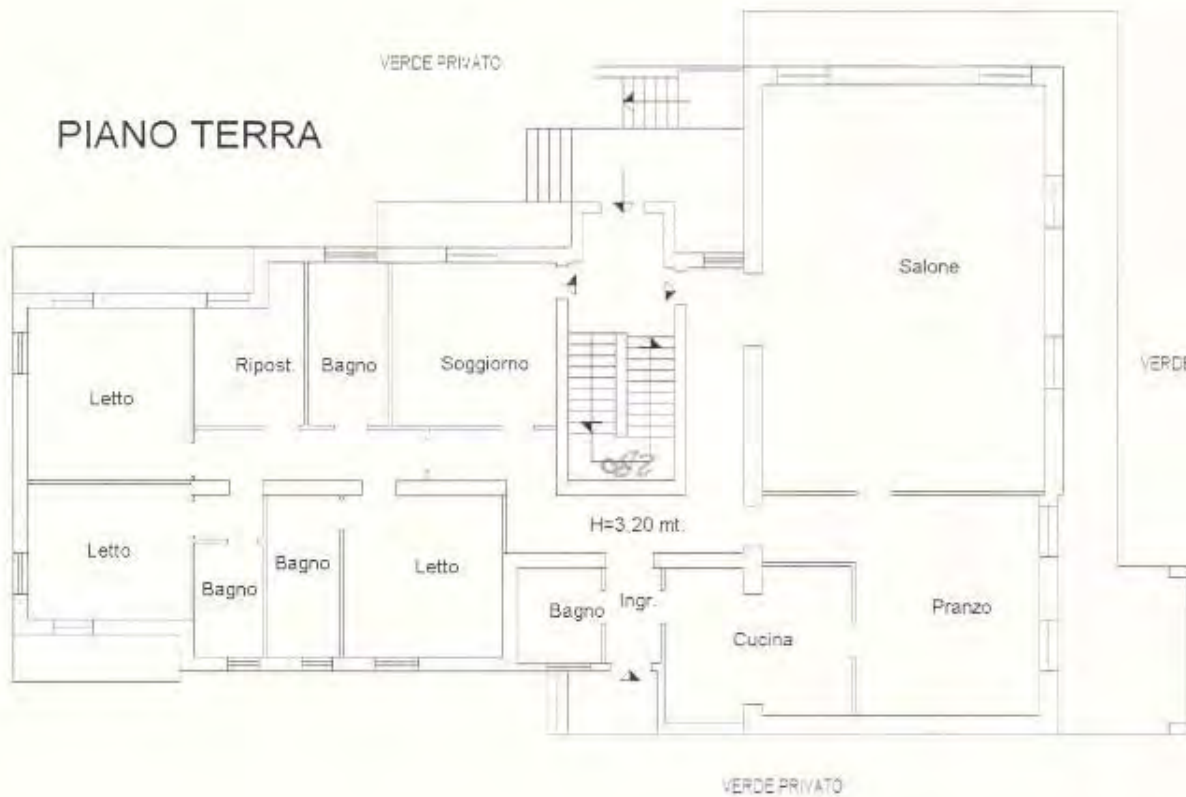 VERDE PRIVATO
PIANO TERRA
Salone
VERDE
Ripost.
Bagno
Soggiorno
Letto
H=3,20 mt.
Letto
Bagno
Bagno
Letto
Bagno
Ingr.
Cucina
Pranzo
VERDE PRIVATO